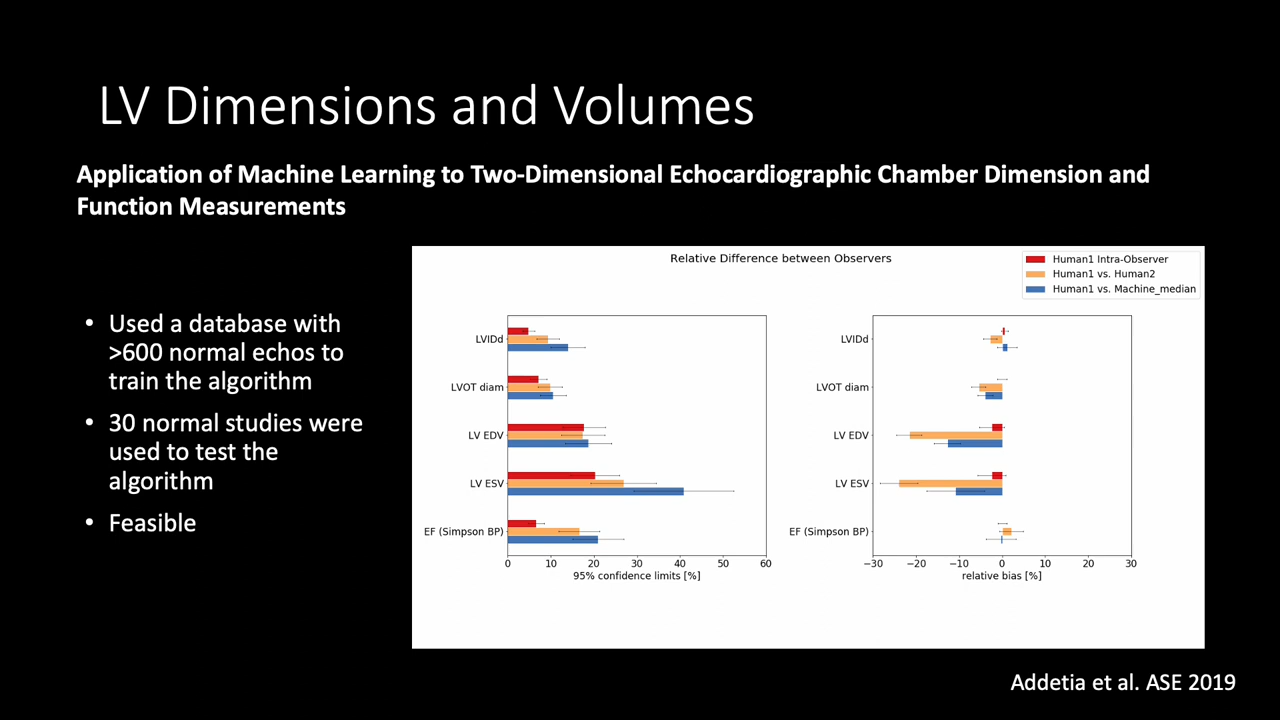 LV Dimensions and Volumes
Application of Machine Learning to Two-Dimensional Echocardiographic Chamber Dimension and
Function Measurements
• Used a database with
>600 normal echos to
train the algorithm
• 30 normal studies were
used to test the
algorithm
• Feasible
Relative Difference between Observers
Human1 Intra-Observer
Human1 vs. Human2
Human1 vs. Machine_median
LVIDd
LVOT diam
LV EDV
LV ESV
EF (Simpson BP)
0 10 20 30 40 50 60
95% confidence limits [%]
LVIDd
LVOT diam
LV EDV
LV ESV
EF (Simpson BP)
−30 −20 −10 0 10 20 30
relative bias [%]
Addetia et al. ASE 2019